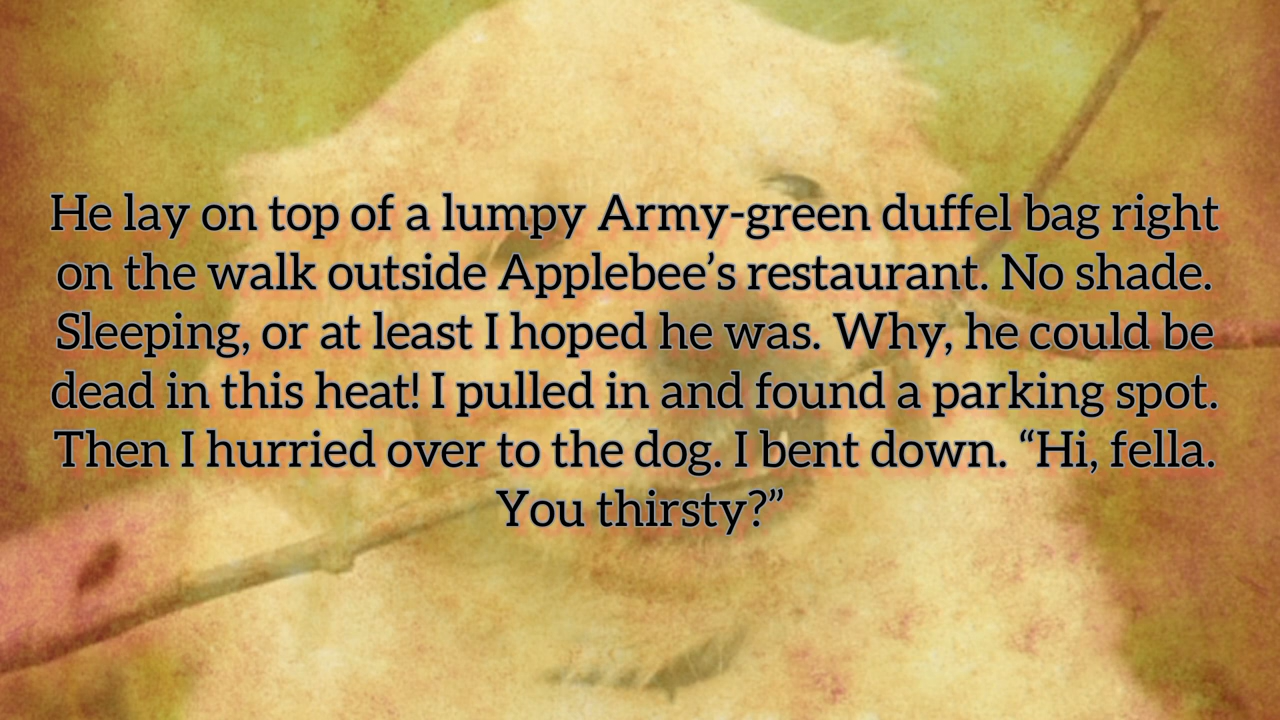 He lay on top of a lumpy Army-green duffel bag right
on the walk outside Applebee’s restaurant. No shade.
Sleeping, or at least I hoped he was. Why, he could be
dead in this heat! I pulled in and found a parking spot.
Then I hurried over to the dog. I bent down. “Hi, fella.
You thirsty?”